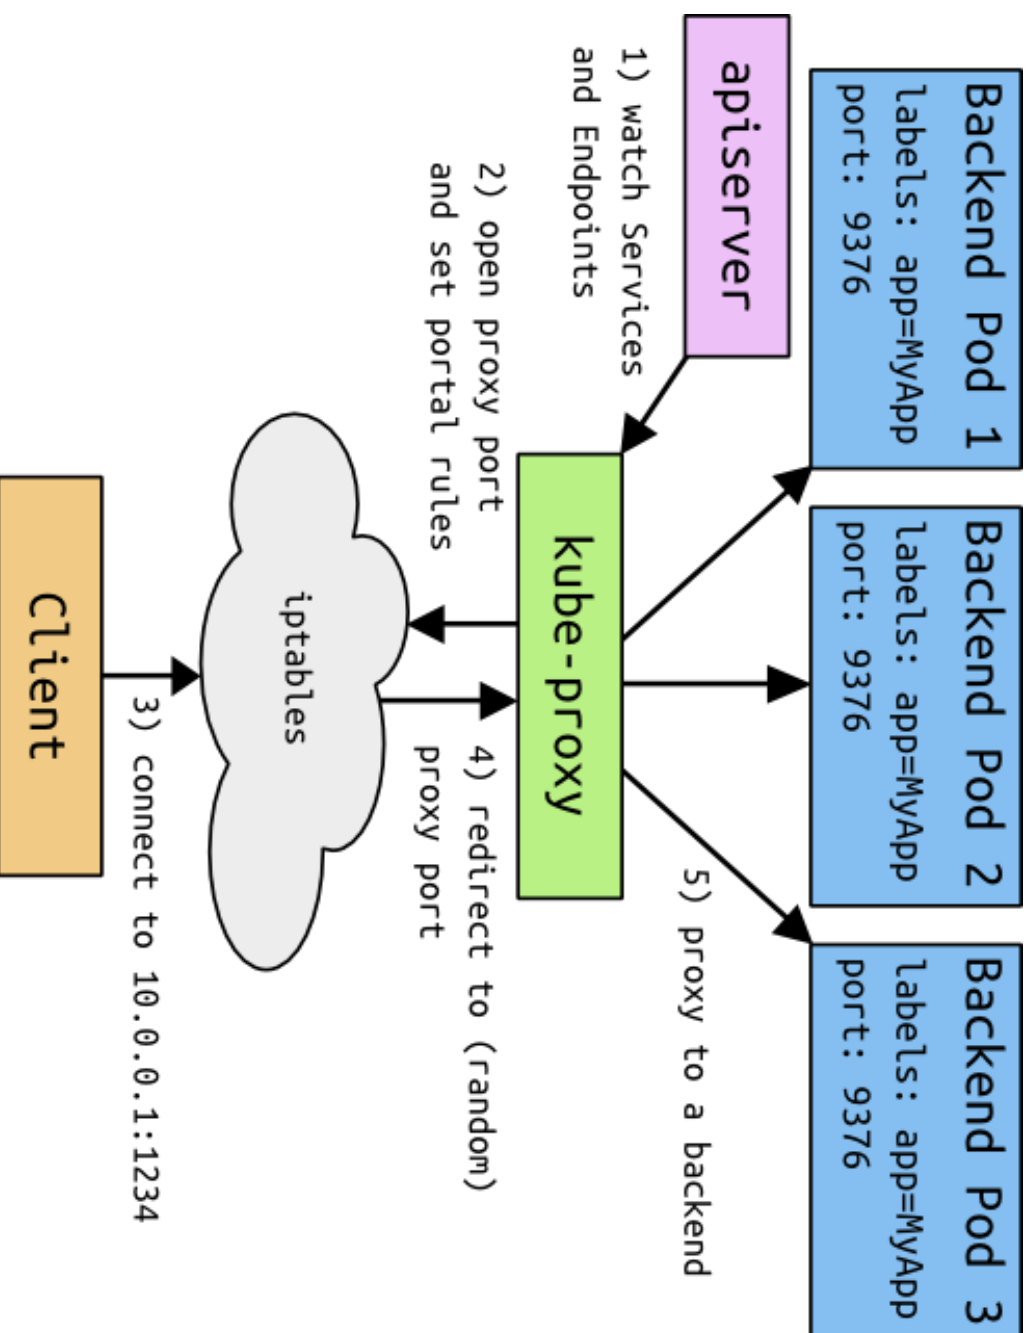 Backend Pod 1
labels: app=MyApp
port: 9376
Backend Pod 2
labels: app=MyApp
port: 9376
Backend Pod 3
labels: app=MyApp
port: 9376
apiserver
1) watch Services
and Endpoints
5) proxy to a backend
kube-proxy
2) open proxy port
and set portal rules
4) redirect to (random)
proxy port
iptables
3) connect to 10.0.0.1:1234
Client